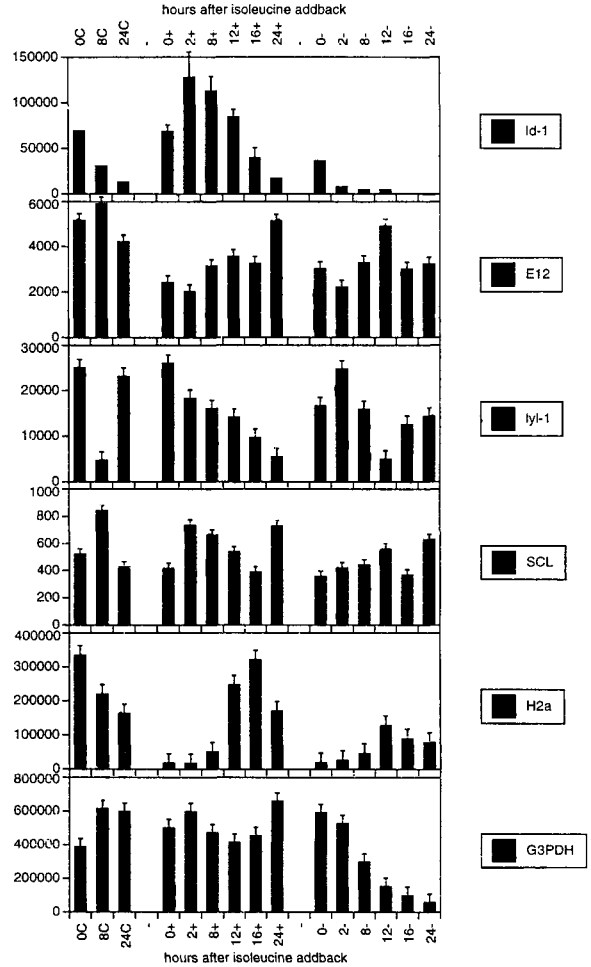 hours after isoleucine addback
0C 8C 24C - 0+ 2+ 8+ 12+ 16+ 24+ 0- 2- 8- 12- 16- 24-
150000
100000
50000
0
Id-1
6000
4000
2000
0
E12
30000
20000
10000
0
lyl-1
1000
800
600
400
200
0
SCL
400000
300000
200000
100000
0
H2a
800000
600000
400000
200000
0
G3PDH
0C 8C 24C - 0+ 2+ 8+ 12+ 16+ 24+ - 0- 2- 8- 12- 16- 24-
hours after isoleucine addback